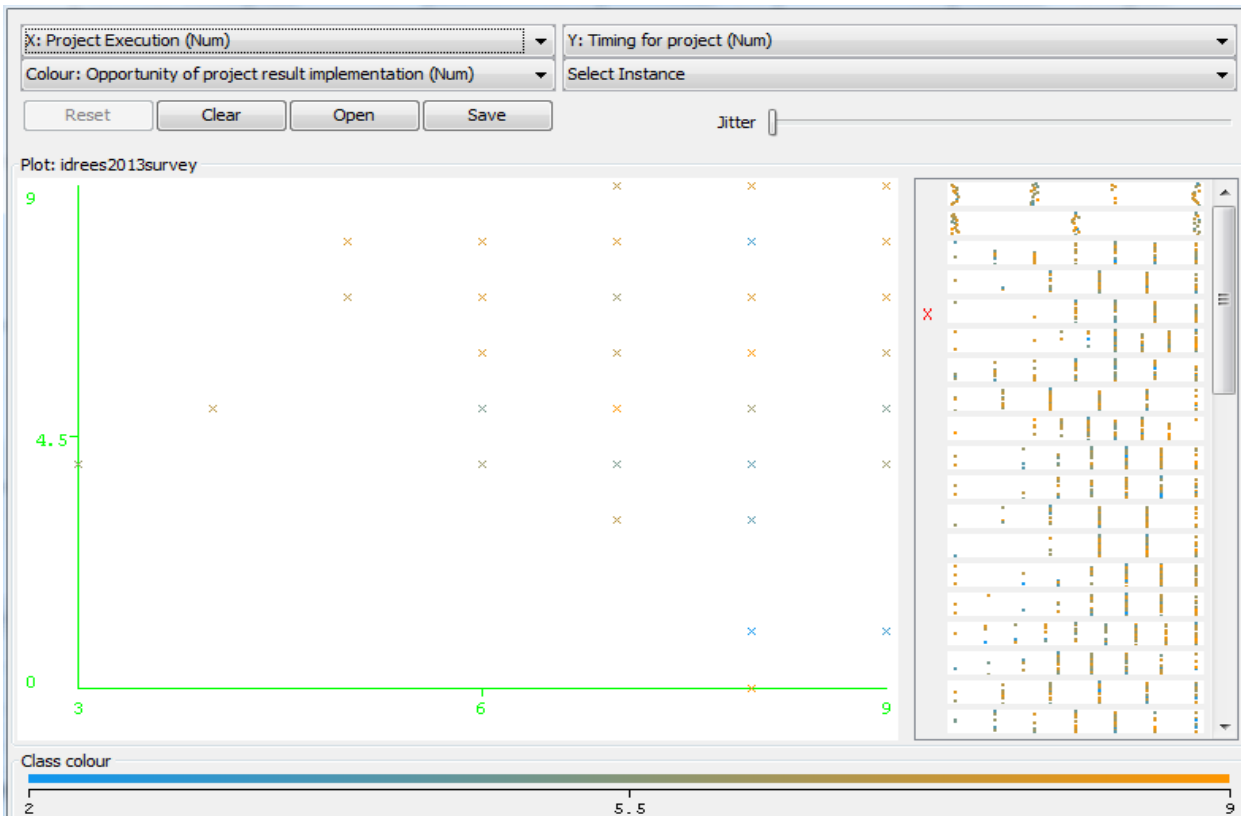 X: Project Execution (Num) Y: Timing for project (Num)
Colour: Opportunity of project result implementation (Num) Select Instance
Reset Clear Open Save Jitter
Plot: idrees2013survey
9
X
4.5
0
3 6 9
Class colour
2 5.5 9